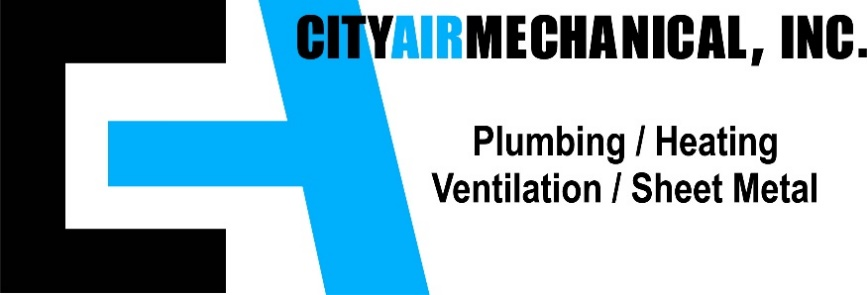 CITYAIRMECHANICAL, INC.
Plumbing / Heating
Ventilation / Sheet Metal